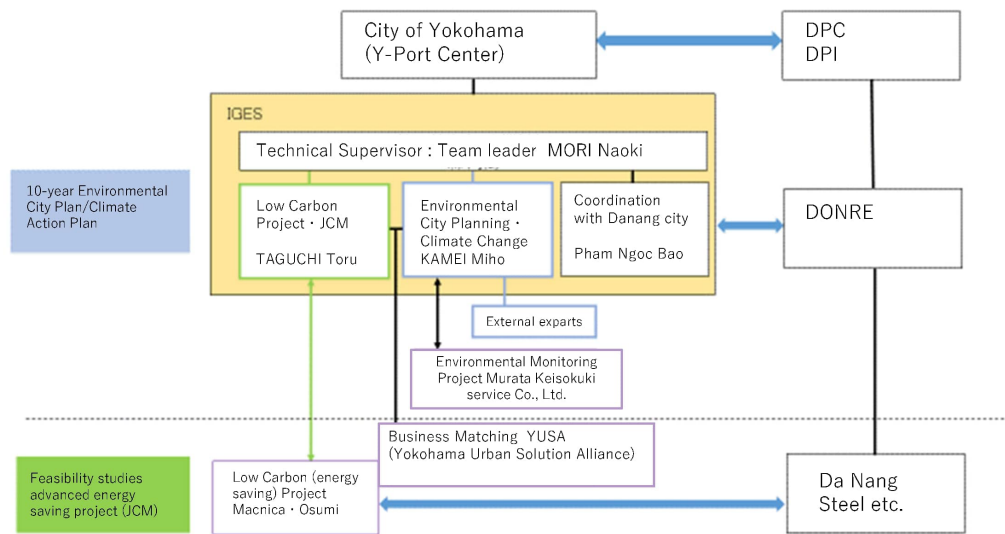 City of Yokohama
(Y-Port Center)
DPC
DPI
IGES
Technical Supervisor : Team leader MORI Naoki
10-year Environmental
City Plan/Climate
Action Plan
Low Carbon
Project・JCM
TAGUCHI Toru
Environmental
City Planning・
Climate Change
KAMEI Miho
Coordination
with Danang city
Pham Ngoc Bao
DONRE
External exparts
Environmental Monitoring
Project Murata Keisokuki
service Co., Ltd.
Business Matching YUSA
(Yokohama Urban Solution Alliance)
Feasibility studies
advanced energy
saving project (JCM)
Low Carbon (energy
saving) Project
Macnica・Osumi
Da Nang
Steel etc.